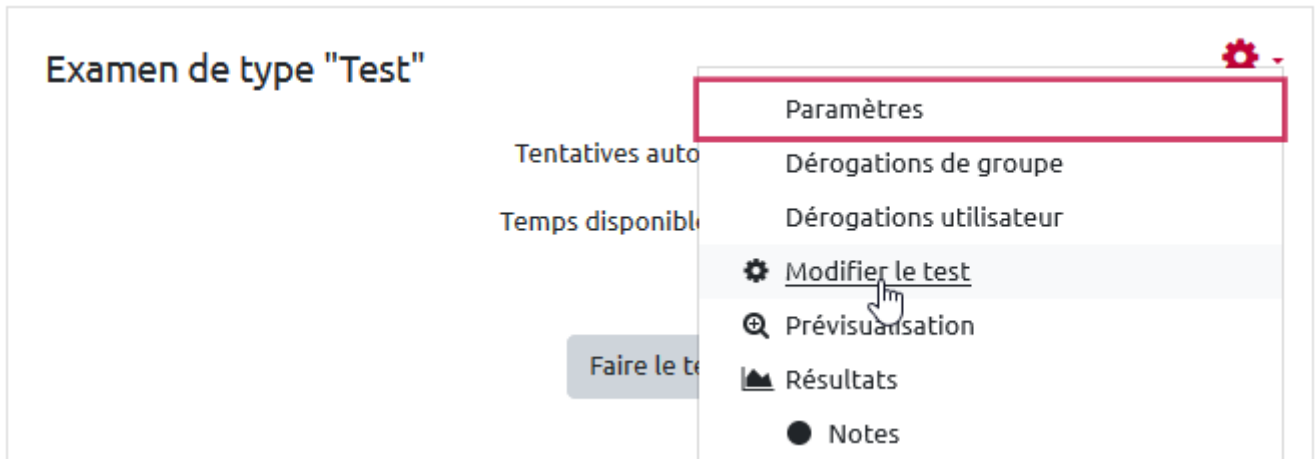 Examen de type "Test"
Paramètres
Tentatives auto
Dérogations de groupe
Temps disponible
Dérogations utilisateur
Modifier le test
Prévisualisation
Faire le te
Résultats
Notes